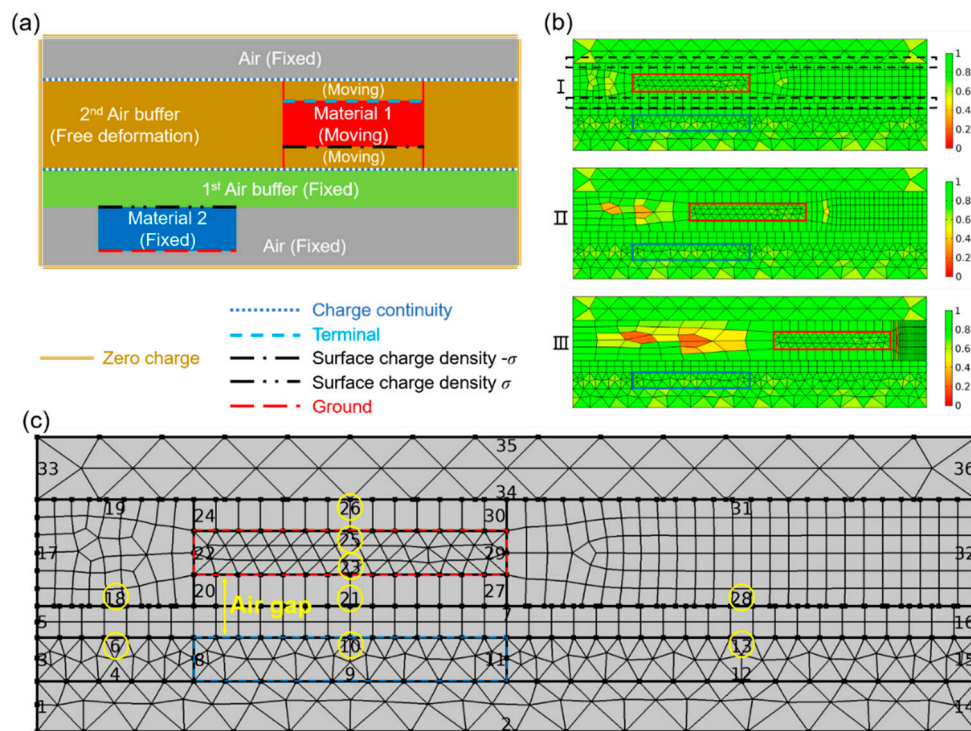 (a)
Air (Fixed)
(Moving)
2nd Air buffer
(Free deformation)
Material 1
(Moving)
(Moving)
1st Air buffer (Fixed)
Material 2
(Fixed)
Air (Fixed)
Charge continuity
Terminal
Zero charge
Surface charge density -σ
Surface charge density σ
Ground
(b)
I
1
0.8
0.6
0.4
0.2
0
II
1
0.8
0.6
0.4
0.2
0
III
1
0.8
0.6
0.4
0.2
0
(c)
35
33
36
34
19
24
26
30
31
25
17
22
29
32
23
20
27
18
21
28
Air gap
5
7
16
6
10
13
3
8
11
15
4
9
12
1
2
14